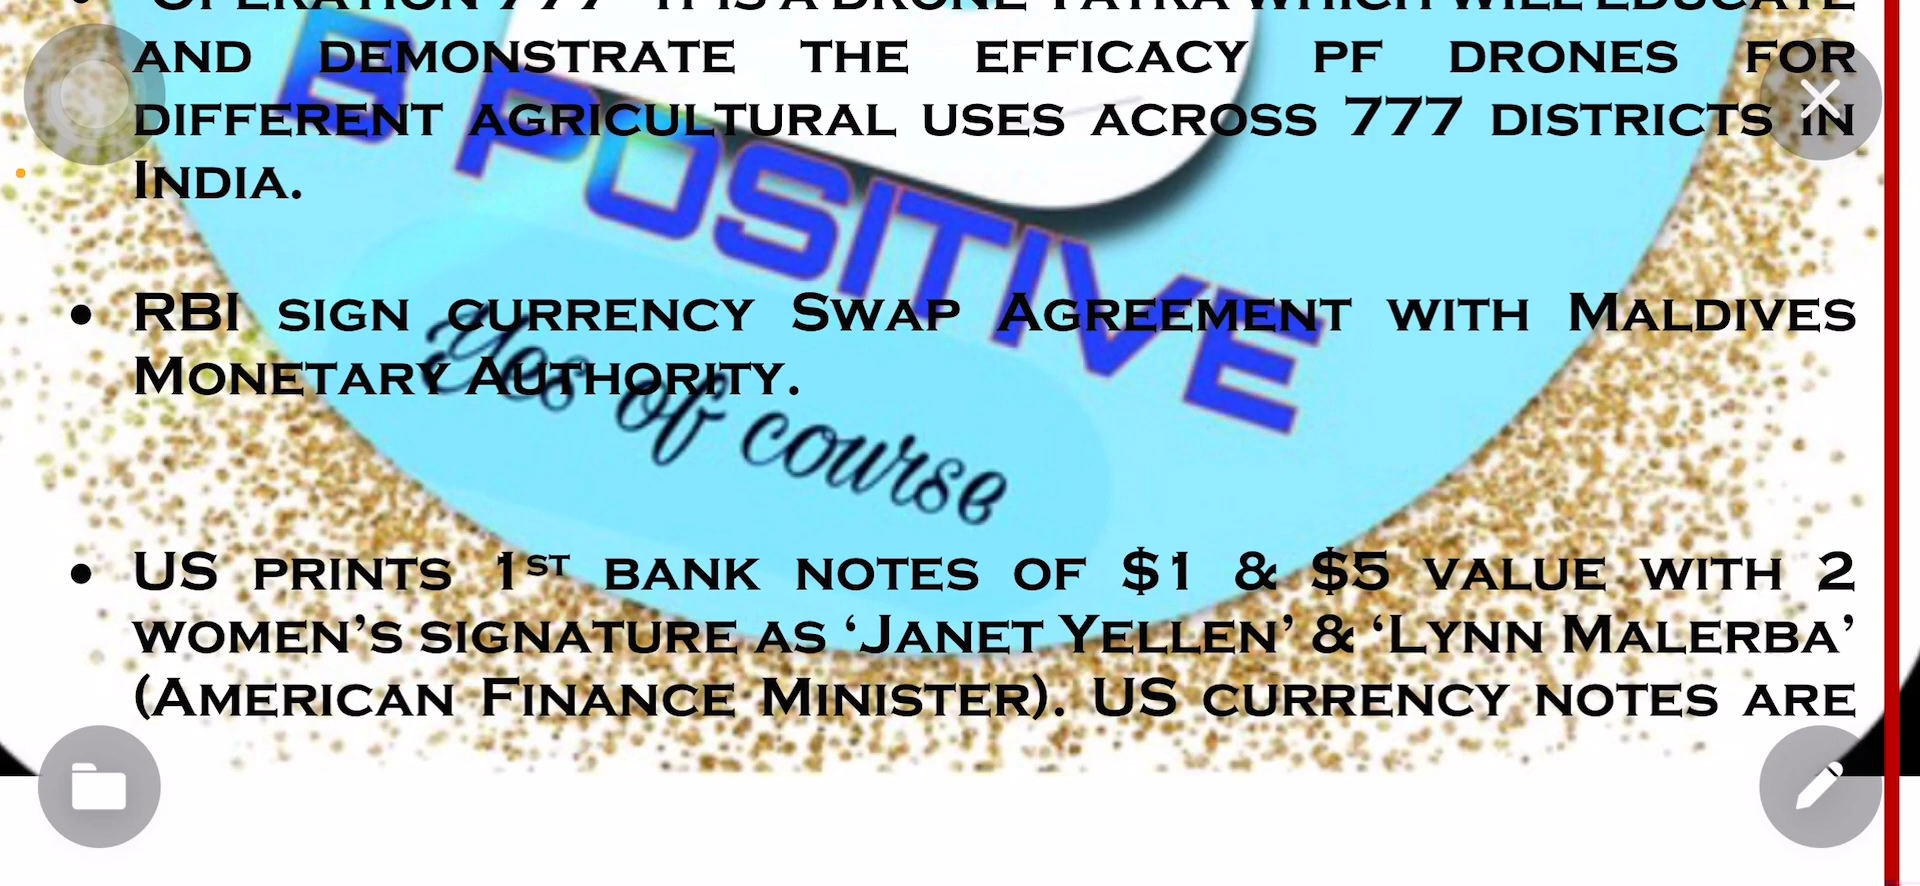 AND DEMONSTRATE THE EFFICACY PF DRONES FOR
DIFFERENT AGRICULTURAL USES ACROSS 777 DISTRICTS IN
INDIA.
• RBI SIGN CURRENCY SWAP AGREEMENT WITH MALDIVES
MONETARY AUTHORITY.
• US PRINTS 1ST BANK NOTES OF $1 & $5 VALUE WITH 2
WOMEN’S SIGNATURE AS ‘JANET YELLEN’ & ‘LYNN MALERBA’
(AMERICAN FINANCE MINISTER). US CURRENCY NOTES ARE
B POSITIVE
Yes of course